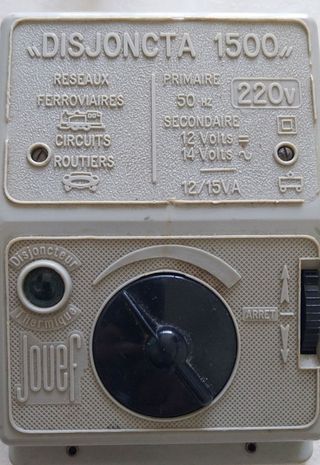 "DISJONCTA 1500"
RESEAUX
FERROVIAIRES
CIRCUITS
ROUTIERS
PRIMAIRE
50 HZ 220V
SECONDAIRE
12 Volts
14 Volts
12/15VA
Disjoncteur
thermique
Jouef
ARRET